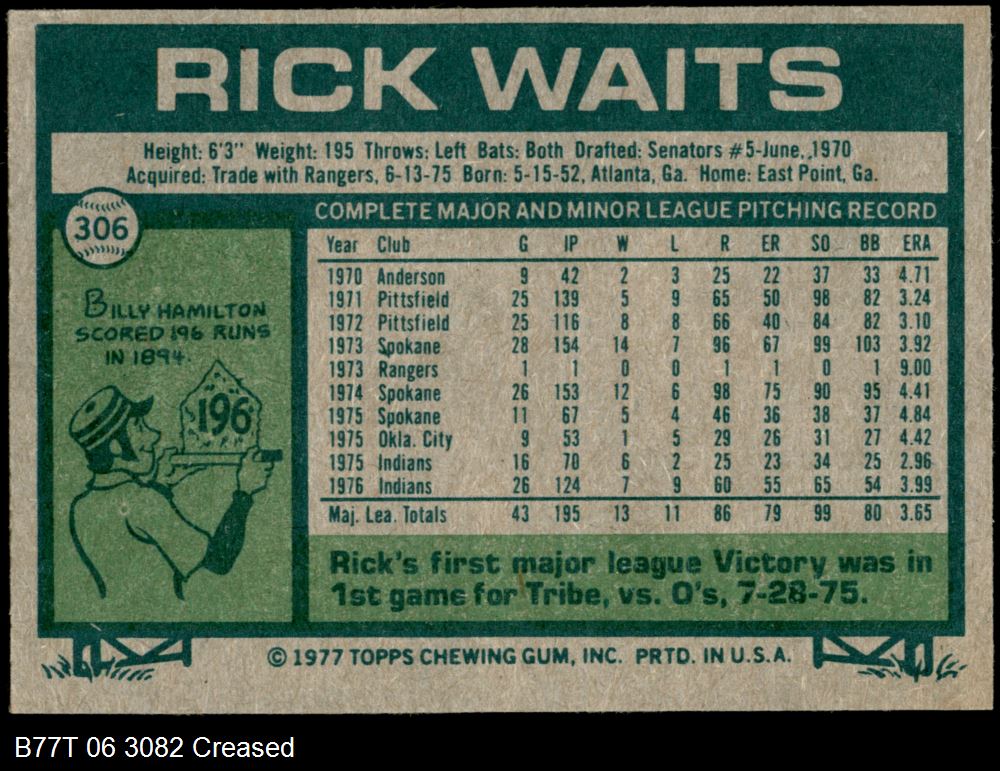 RICK WAITS
Height: 6'3" Weight: 195 Throws: Left Bats: Both Drafted: Senators #5-June, 1970
Acquired: Trade with Rangers, 6-13-75 Born: 5-15-52, Atlanta, Ga. Home: East Point, Ga.
306
COMPLETE MAJOR AND MINOR LEAGUE PITCHING RECORD
Year Club G IP W L R ER SO BB ERA
1970 Anderson 9 42 2 3 25 22 37 33 4.71
1971 Pittsfield 25 139 5 9 65 50 98 82 3.24
1972 Pittsfield 25 116 8 8 66 40 84 82 3.10
1973 Spokane 28 154 14 7 96 67 99 103 3.92
1973 Rangers 1 1 0 0 1 1 0 1 9.00
1974 Spokane 26 153 12 6 98 75 90 95 4.41
1975 Spokane 11 67 5 4 46 36 38 37 4.84
1975 Okla. City 9 53 1 5 29 26 31 27 4.42
1975 Indians 16 70 6 2 25 23 34 25 2.96
1976 Indians 26 124 7 9 60 55 65 54 3.99
Maj. Lea. Totals 43 195 13 11 86 79 99 80 3.65
BILLY HAMILTON
SCORED 196 RUNS
IN 1894.
196
Rick's first major league Victory was in
1st game for Tribe, vs. O's, 7-28-75.
© 1977 TOPPS CHEWING GUM, INC. PRTD. IN U.S.A.
B77T 06 3082 Creased